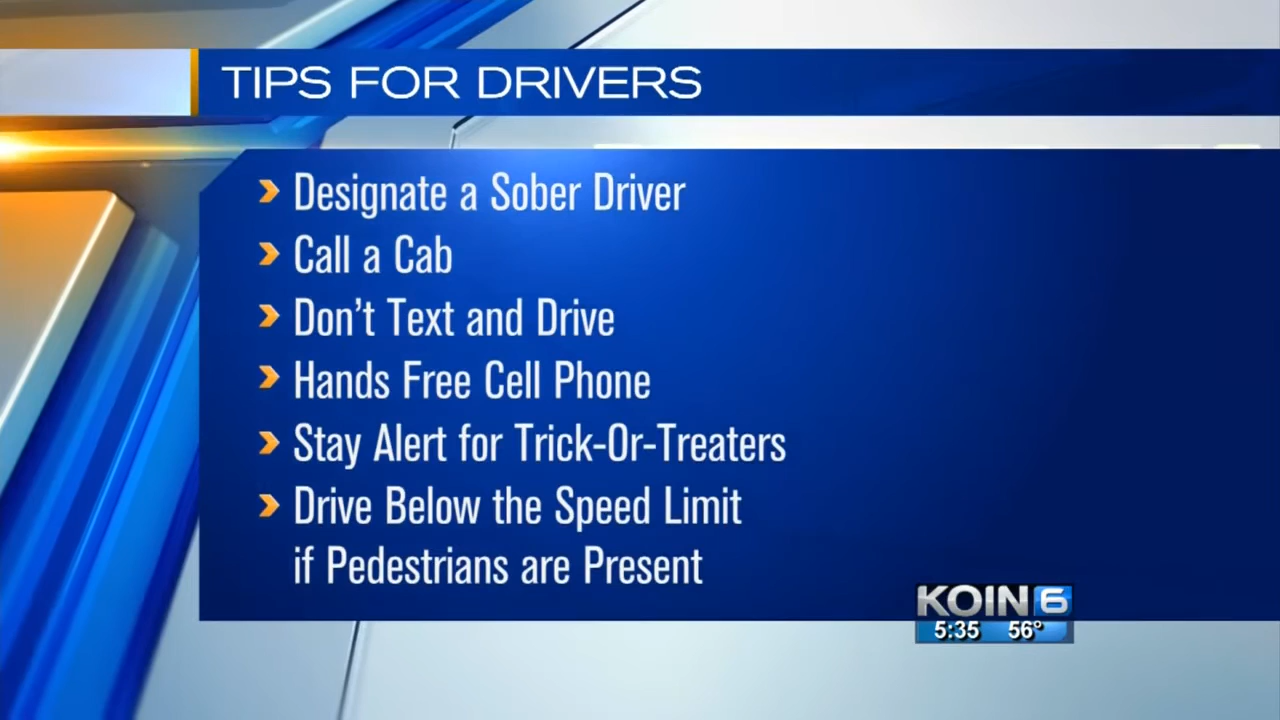 TIPS FOR DRIVERS
Designate a Sober Driver
Call a Cab
Don't Text and Drive
Hands Free Cell Phone
Stay Alert for Trick-Or-Treaters
Drive Below the Speed Limit
if Pedestrians are Present
KOIN 6
5:35 56°